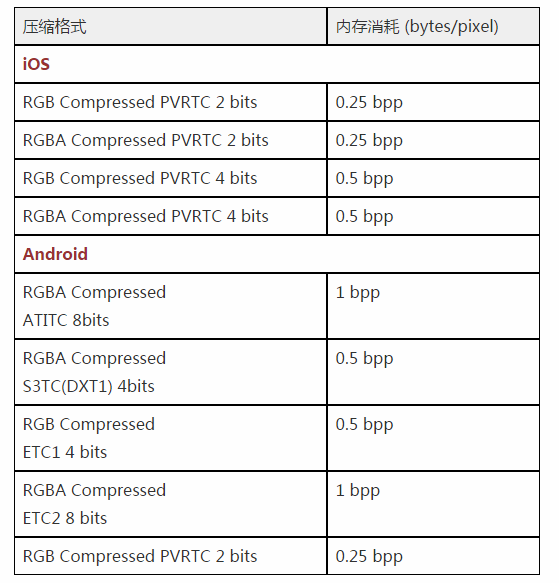 压缩格式 内存消耗 (bytes/pixel)
iOS
RGB Compressed PVRTC 2 bits 0.25 bpp
RGBA Compressed PVRTC 2 bits 0.25 bpp
RGB Compressed PVRTC 4 bits 0.5 bpp
RGBA Compressed PVRTC 4 bits 0.5 bpp
Android
RGBA Compressed 1 bpp
ATITC 8bits
RGBA Compressed 0.5 bpp
S3TC(DXT1) 4bits
RGB Compressed 0.5 bpp
ETC1 4 bits
RGBA Compressed 1 bpp
ETC2 8 bits
RGB Compressed PVRTC 2 bits 0.25 bpp